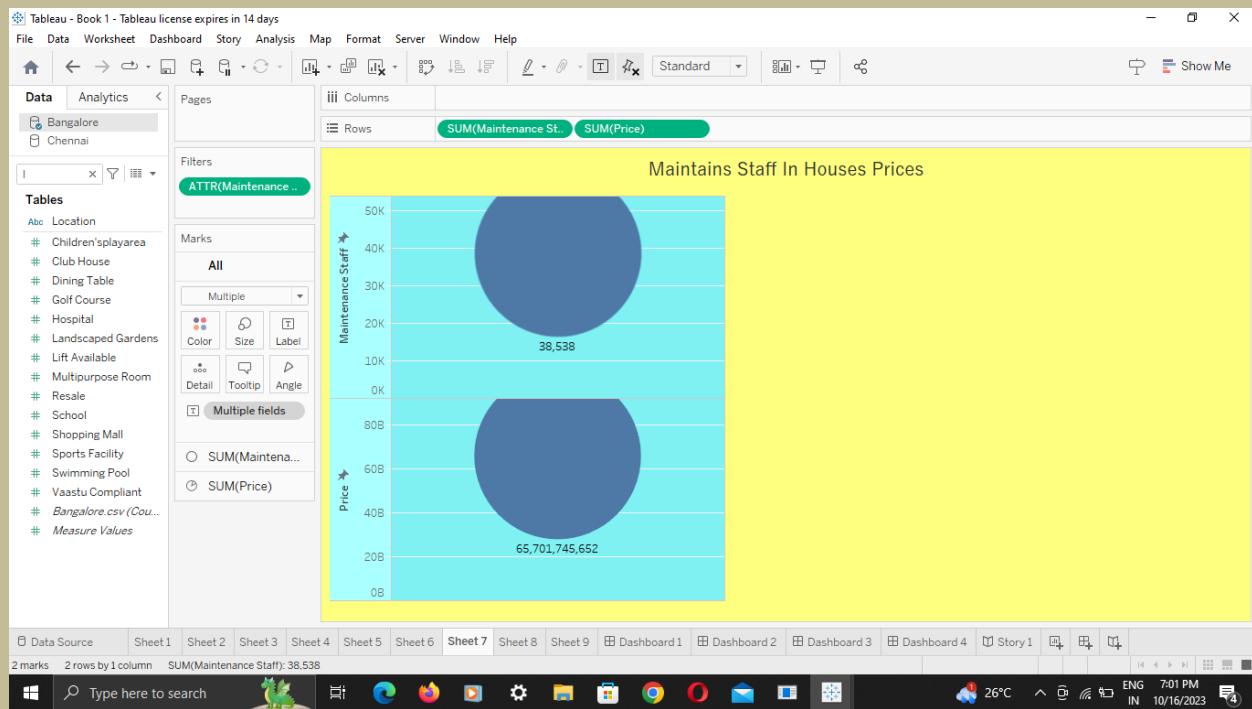 Tableau - Book 1 - Tableau license expires in 14 days
File Data Worksheet Dashboard Story Analysis Map Format Server Window Help
Standard
Show Me
Data Analytics
Bangalore
Chennai
l
Tables
Abc Location
# Children'splayarea
# Club House
# Dining Table
# Golf Course
# Hospital
# Landscaped Gardens
# Lift Available
# Multipurpose Room
# Resale
# School
# Shopping Mall
# Sports Facility
# Swimming Pool
# Vaastu Compliant
# Bangalore.csv (Cou...
# Measure Values
Pages
Filters
ATTR(Maintenance ..
Marks
All
Multiple
Color Size Label
Detail Tooltip Angle
Multiple fields
SUM(Maintena...
SUM(Price)
Columns
Rows SUM(Maintenance St.. SUM(Price)
Maintains Staff In Houses Prices
Maintenance Staff
50K
40K
30K
20K
10K
0K
38,538
Price
80B
60B
40B
20B
0B
65,701,745,652
Data Source Sheet 1 Sheet 2 Sheet 3 Sheet 4 Sheet 5 Sheet 6 Sheet 7 Sheet 8 Sheet 9 Dashboard 1 Dashboard 2 Dashboard 3 Dashboard 4 Story 1
2 marks 2 rows by 1 column SUM(Maintenance Staff): 38,538
Type here to search
1
26°C
ENG
IN
7:01 PM
10/16/2023
4